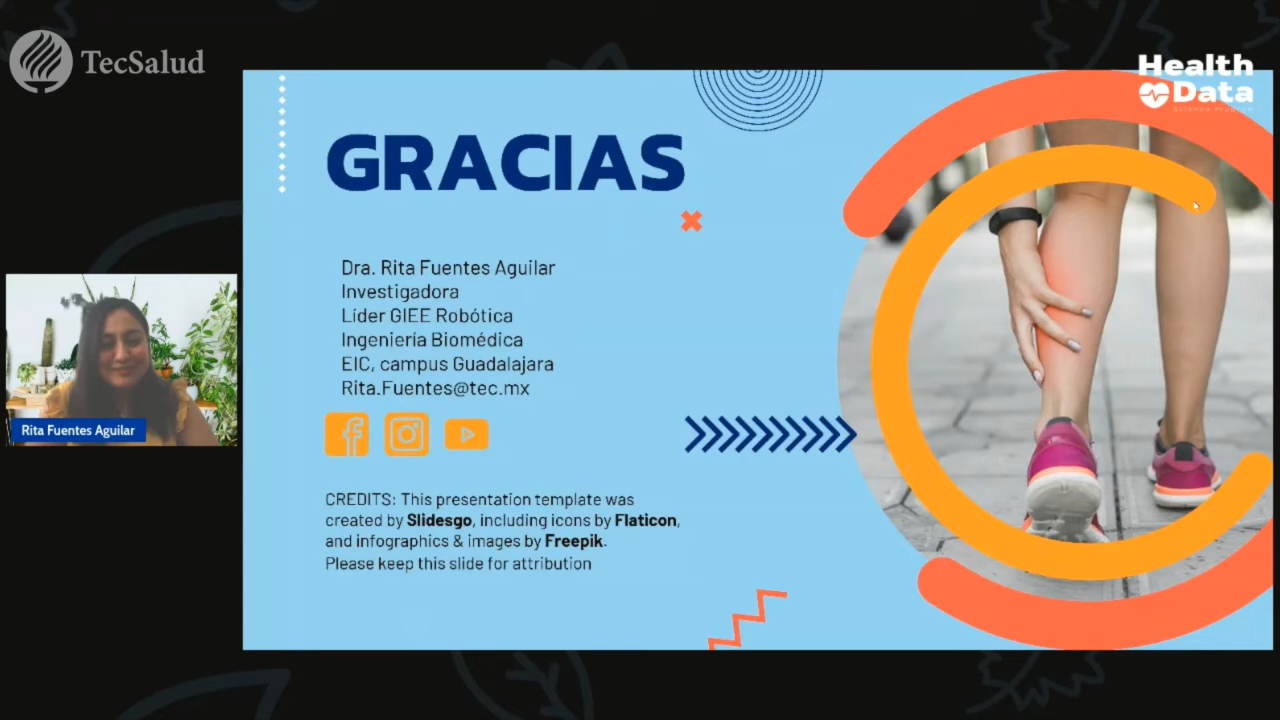 TecSalud
Health
Data
GRACIAS
Dra. Rita Fuentes Aguilar
Investigadora
Líder GIEE Robótica
Ingeniería Biomédica
EIC, campus Guadalajara
Rita.Fuentes@tec.mx
Rita Fuentes Aguilar
CREDITS: This presentation template was
created by Slidesgo, including icons by Flaticon,
and infographics & images by Freepik.
Please keep this slide for attribution